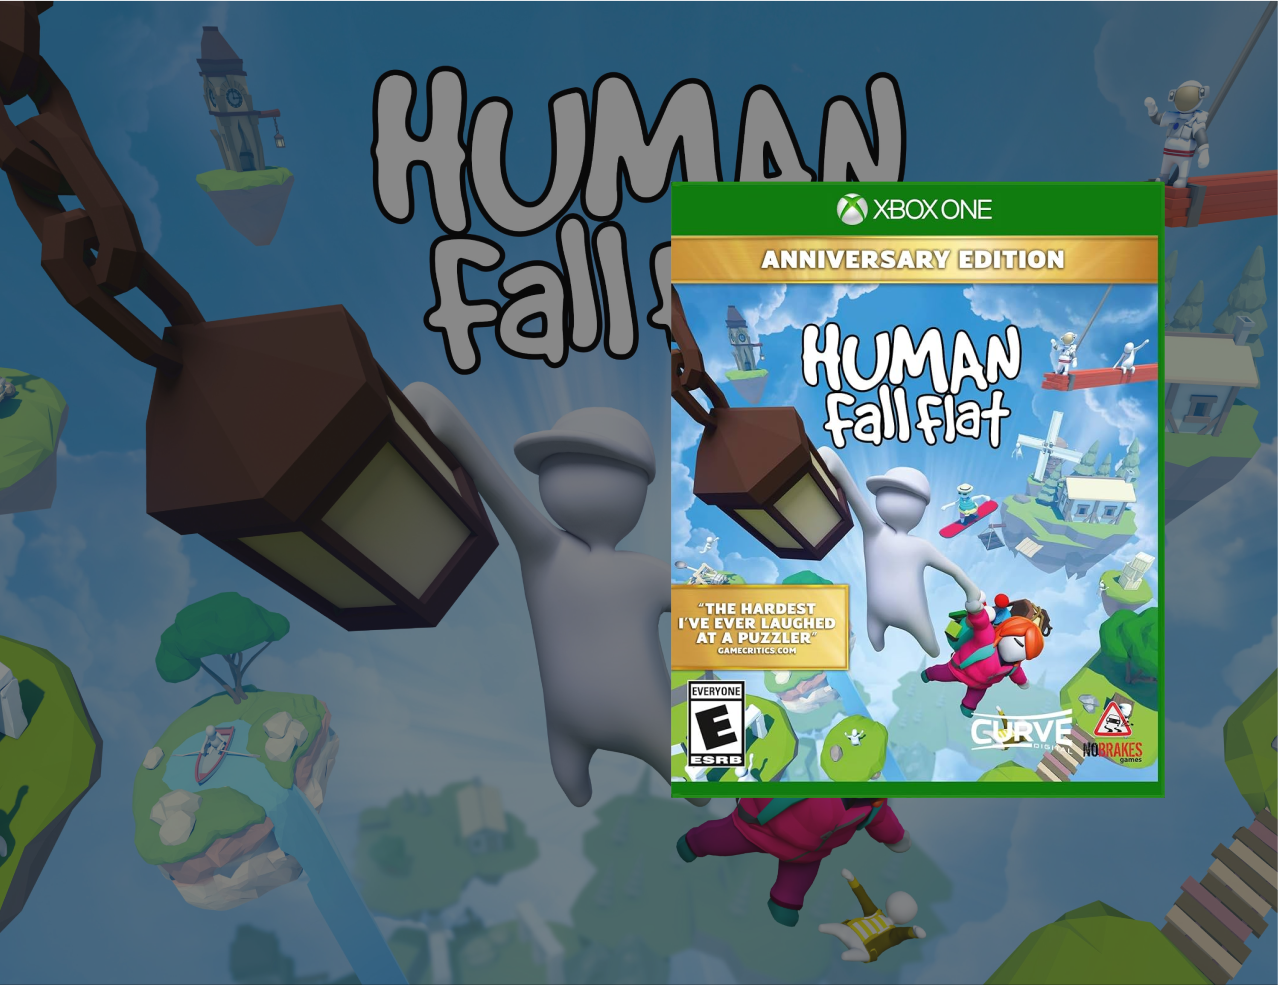 HUMAN
fall f
XBOX ONE
ANNIVERSARY EDITION
HUMAN
fall flat
"THE HARDEST
I'VE EVER LAUGHED
AT A PUZZLER"
GAMECRITICS.COM
EVERYONE
E
ESRB
CURVE
DIGITAL
NOBRAKES
games